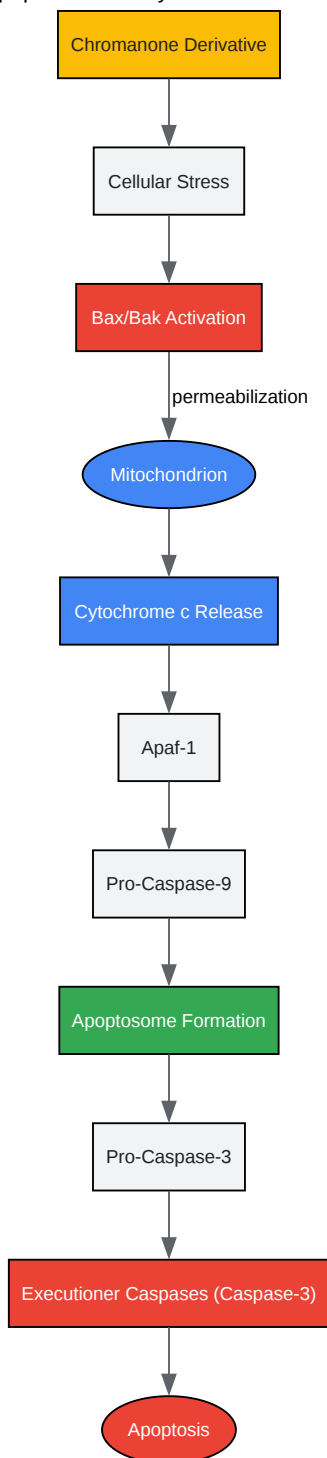 Chromanone Derivative
Cellular Stress
Bax/Bak Activation
permeabilization
Mitochondrion
Cytochrome c Release
Apaf-1
Pro-Caspase-9
Apoptosome Formation
Pro-Caspase-3
Executioner Caspases (Caspase-3)
Apoptosis